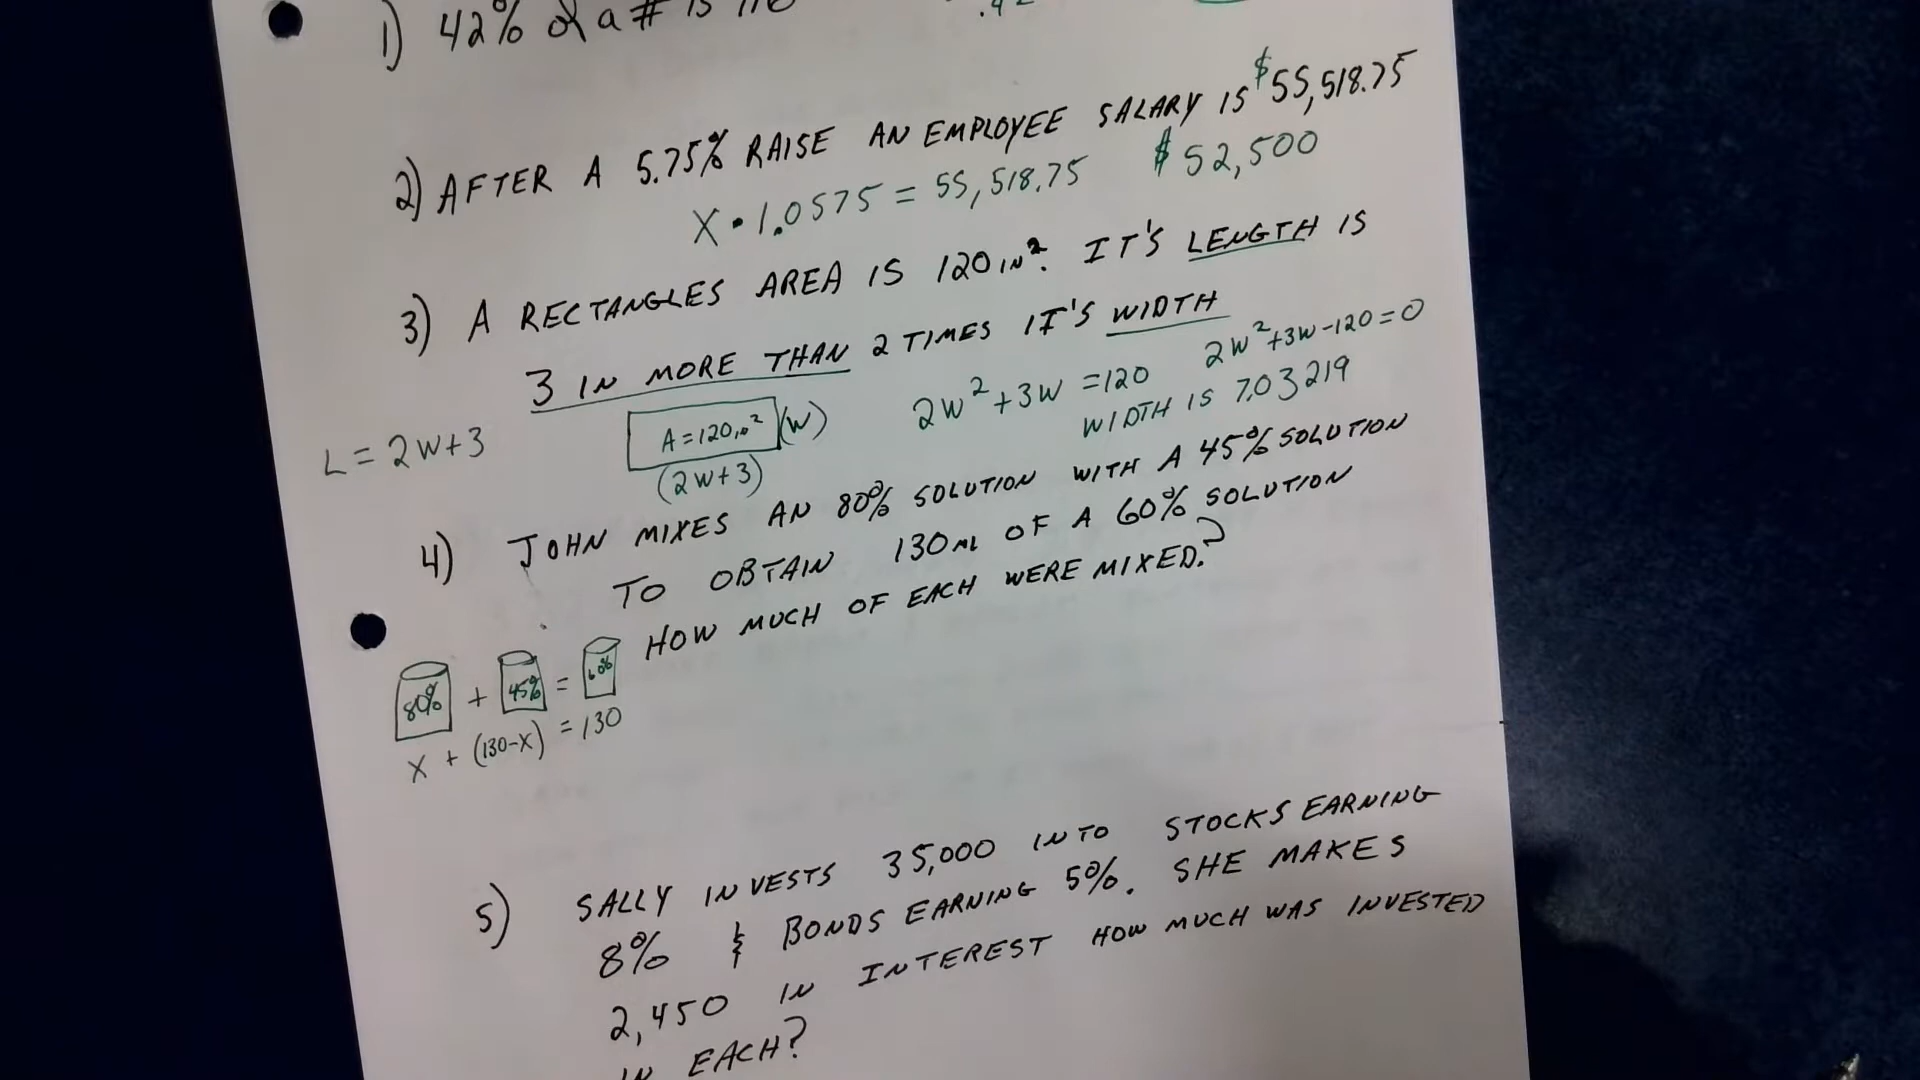 1) 42% of a # is
.42
2) AFTER A 5.75% RAISE AN EMPLOYEE SALARY IS $55,518.75
X • 1.0575 = 55,518.75 $52,500
3) A RECTANGLES AREA IS 120 IN². IT'S LENGTH IS
3 IN MORE THAN 2 TIMES IT'S WIDTH
L = 2W+3
A=120in² (W)
(2W+3)
2W²+3W =120
2W²+3W-120=0
WIDTH IS 7.03219
4) JOHN MIXES AN 80% SOLUTION WITH A 45% SOLUTION
TO OBTAIN 130ML OF A 60% SOLUTION
HOW MUCH OF EACH WERE MIXED.?
80% + 45% = 60%
X + (130-X) = 130
5) SALLY INVESTS 35,000 INTO STOCKS EARNING
8% & BONDS EARNING 5%. SHE MAKES
2,450 IN INTEREST HOW MUCH WAS INVESTED
IN EACH?